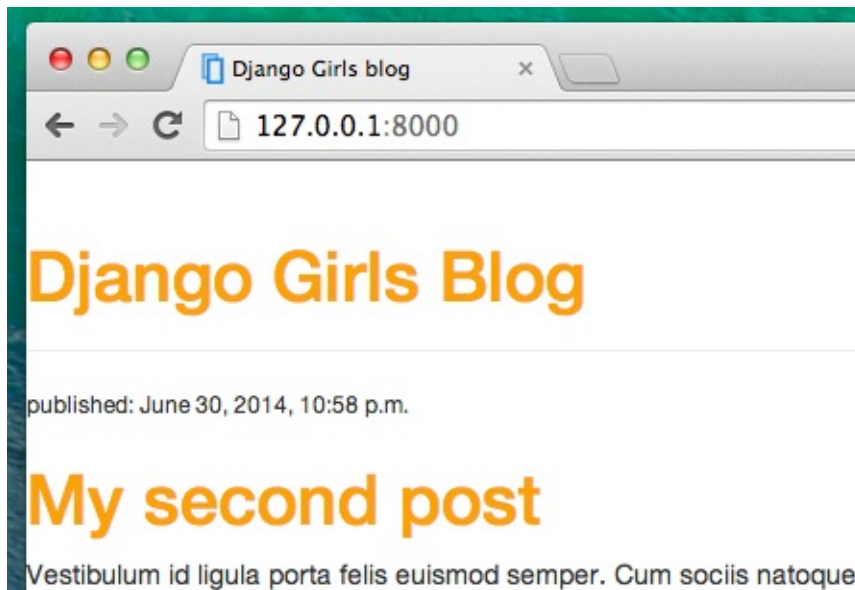 Django Girls blog
127.0.0.1:8000
Django Girls Blog
published: June 30, 2014, 10:58 p.m.
My second post
Vestibulum id ligula porta felis euismod semper. Cum sociis natoque